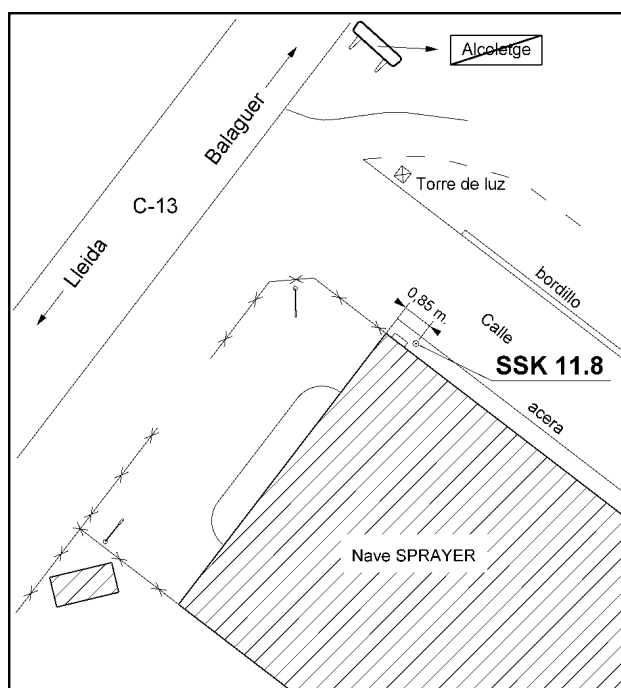 Alcoletge
Balaguer
Torre de luz
C-13
Lleida
bordillo
0,85 m.
Calle
SSK 11.8
acera
Nave SPRAYER